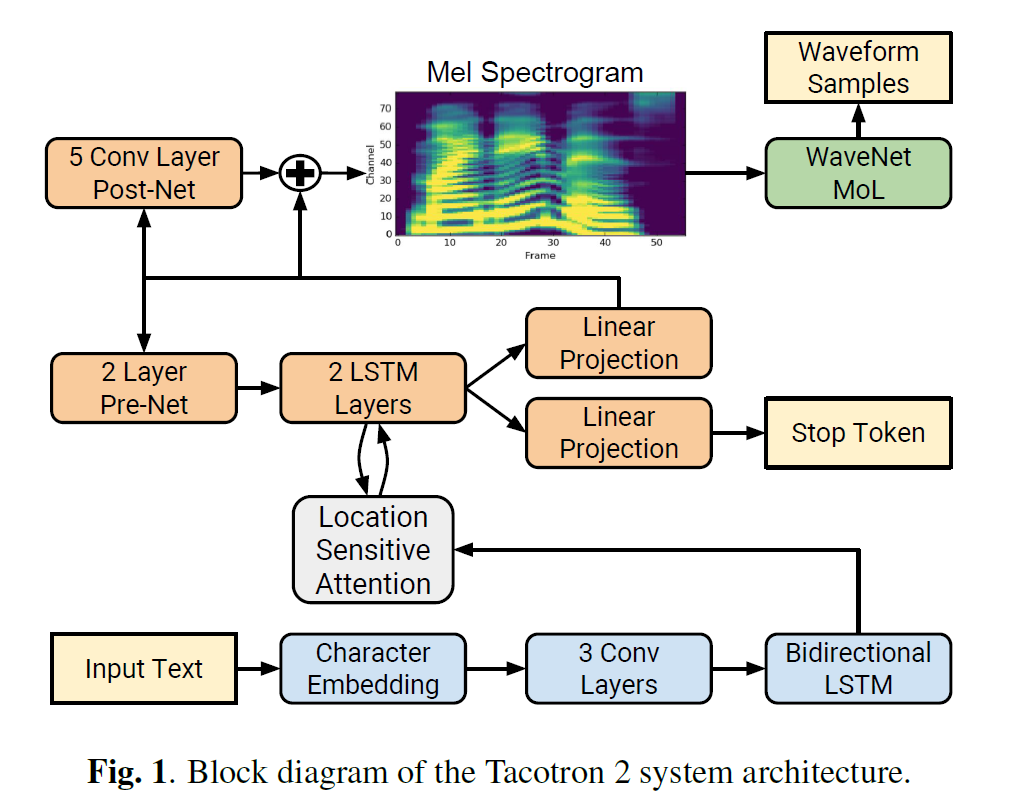 Waveform
Samples
Mel Spectrogram
5 Conv Layer
Post-Net
WaveNet
MoL
Channel
70
60
50
40
30
20
10
0
0 10 20 30 40 50
Frame
Linear
Projection
2 Layer
Pre-Net
2 LSTM
Layers
Linear
Projection
Stop Token
Location
Sensitive
Attention
Input Text
Character
Embedding
3 Conv
Layers
Bidirectional
LSTM
Fig. 1. Block diagram of the Tacotron 2 system architecture.